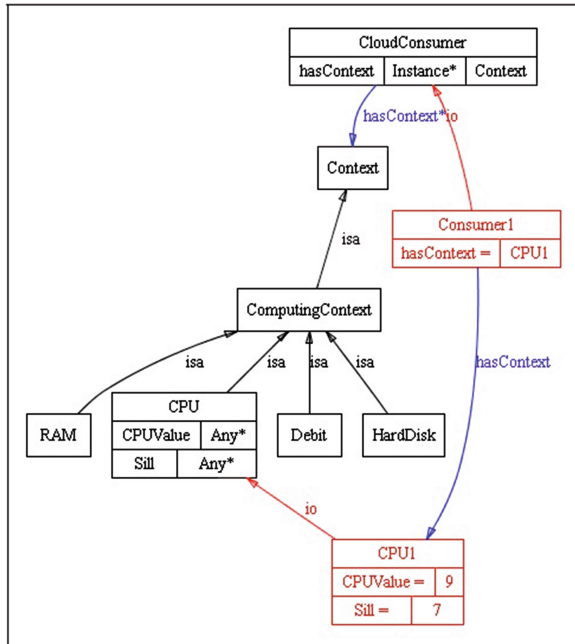 CloudConsumer
hasContext Instance* Context
hasContext* io
Context
Consumer1
hasContext = CPU1
isa
ComputingContext
isa isa isa isa
hasContext
RAM
CPU
CPUValue Any*
Sill Any*
Debit
HardDisk
io
CPU1
CPUValue = 9
Sill = 7